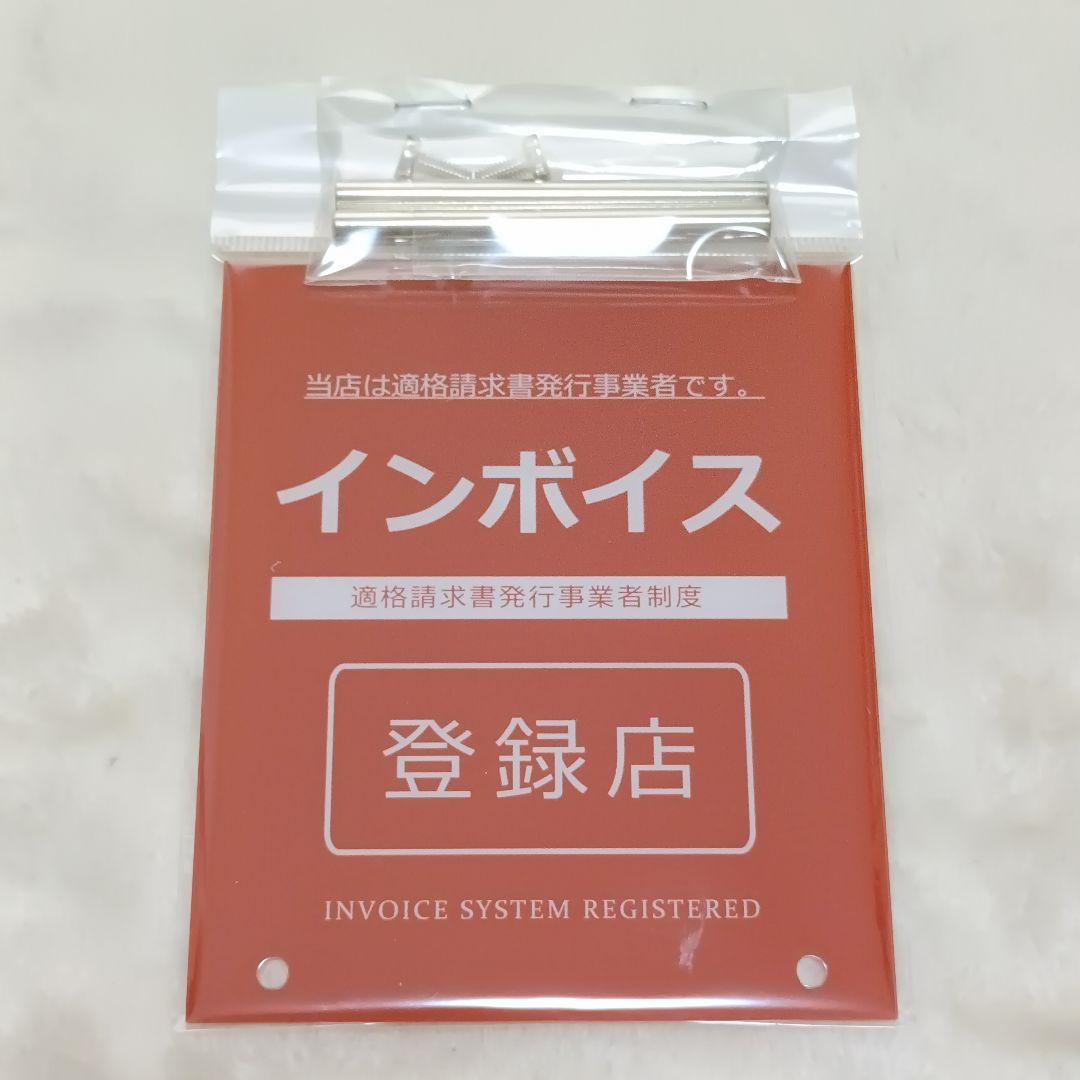 当店は適格請求書発行事業者です。
インボイス
適格請求書発行事業者制度
登録店
INVOICE SYSTEM REGISTERED